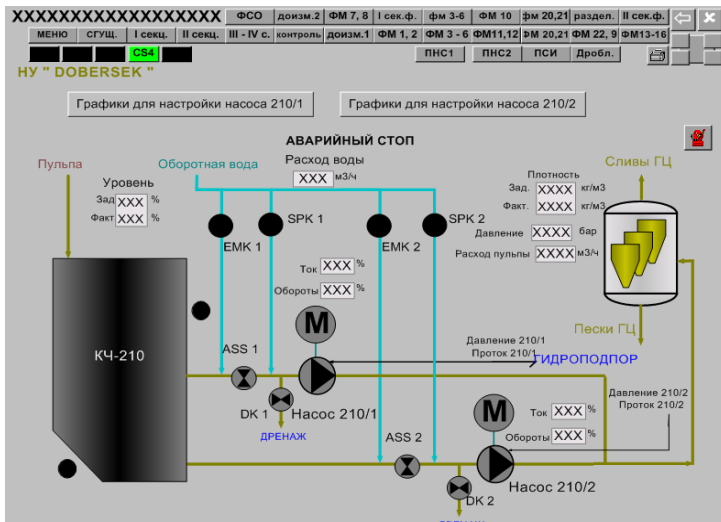 XXXXXXXXXXXXXXXXXX ФСО доизм.2 ФМ 7, 8 I сек.ф. фм 3-6 ФМ 10 фм 20,21 раздел. II сек.ф.
МЕНЮ СГУЩ. I секц. II секц. III - IV с. контроль доизм.1 ФМ 1, 2 ФМ 3 - 6 ФМ11,12 ФМ 20,21 ФМ 22, 9 ФМ13-16
CS4 ПНС1 ПНС2 ПСИ Дробл.
НУ " DOBERSEK "
Графики для настройки насоса 210/1 Графики для настройки насоса 210/2
АВАРИЙНЫЙ СТОП
Пульпа Оборотная вода Расход воды Сливы ГЦ
XXX м3/ч
Уровень
Зад XXX %
Факт XXX %
Плотность
Зад. XXXX кг/м3
Факт. XXXX кг/м3
Давление XXXX бар
Расход пульпы XXXX м3/ч
EMK 1 SPK 1 EMK 2 SPK 2
Ток XXX %
Обороты XXX %
M
Пески ГЦ
КЧ-210
ASS 1
Давление 210/1
Проток 210/1
ГИДРОПОДПОР
DK 1 Насос 210/1
ДРЕНАЖ
Давление 210/2
Проток 210/2
M
Ток XXX %
Обороты XXX %
ASS 2
DK 2 Насос 210/2